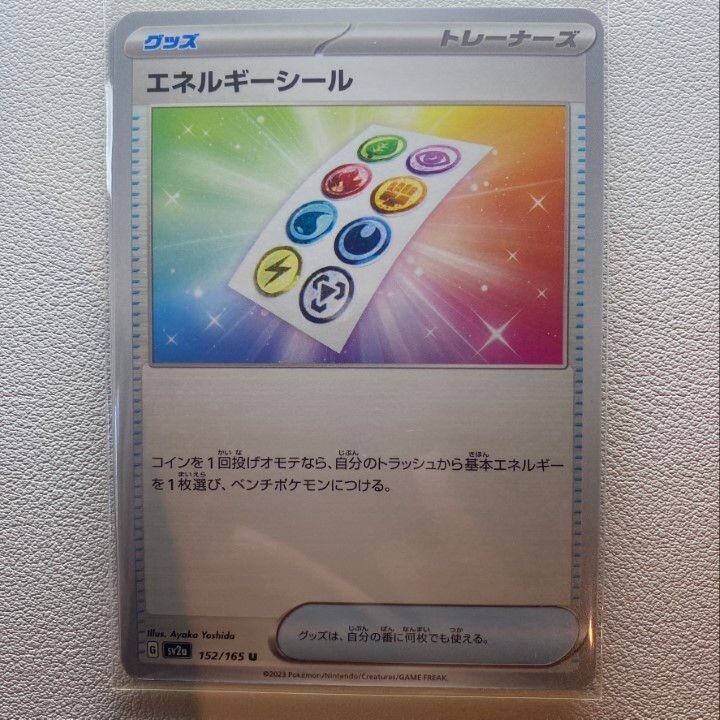 グッズ
トレーナーズ
エネルギーシール
コインを1回投げオモテなら、自分のトラッシュから基本エネルギー
を1枚選び、ベンチポケモンにつける。
グッズは、自分の番に何枚でも使える。
Illus. Ayaka Yoshida
G sv2a 152/165 U
©2023 Pokémon/Nintendo/Creatures/GAME FREAK.